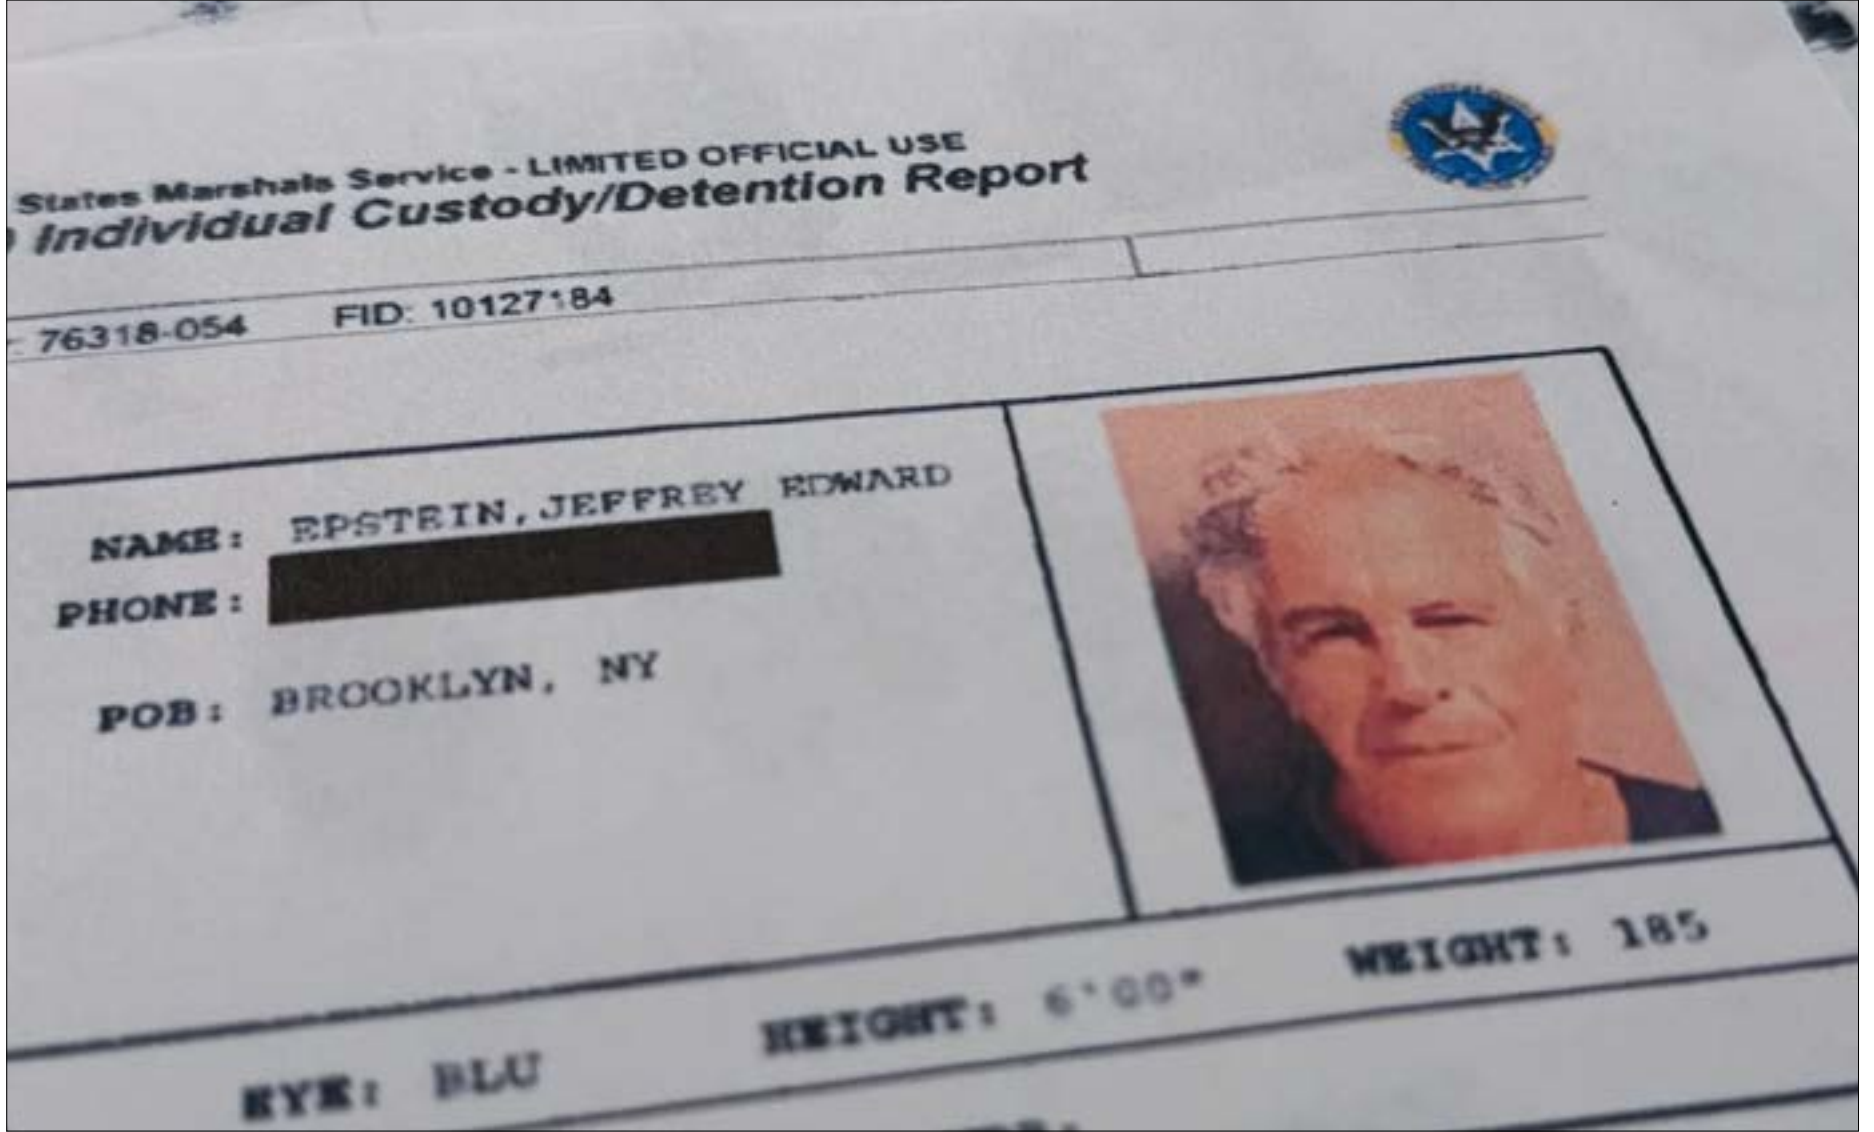 States Marshals Service - LIMITED OFFICIAL USE
Individual Custody/Detention Report
: 76318-054 FID: 10127184
NAME: EPSTEIN,JEFFREY EDWARD
PHONE:
POB: BROOKLYN, NY
EYE: BLU HEIGHT: 6'00" WEIGHT: 185